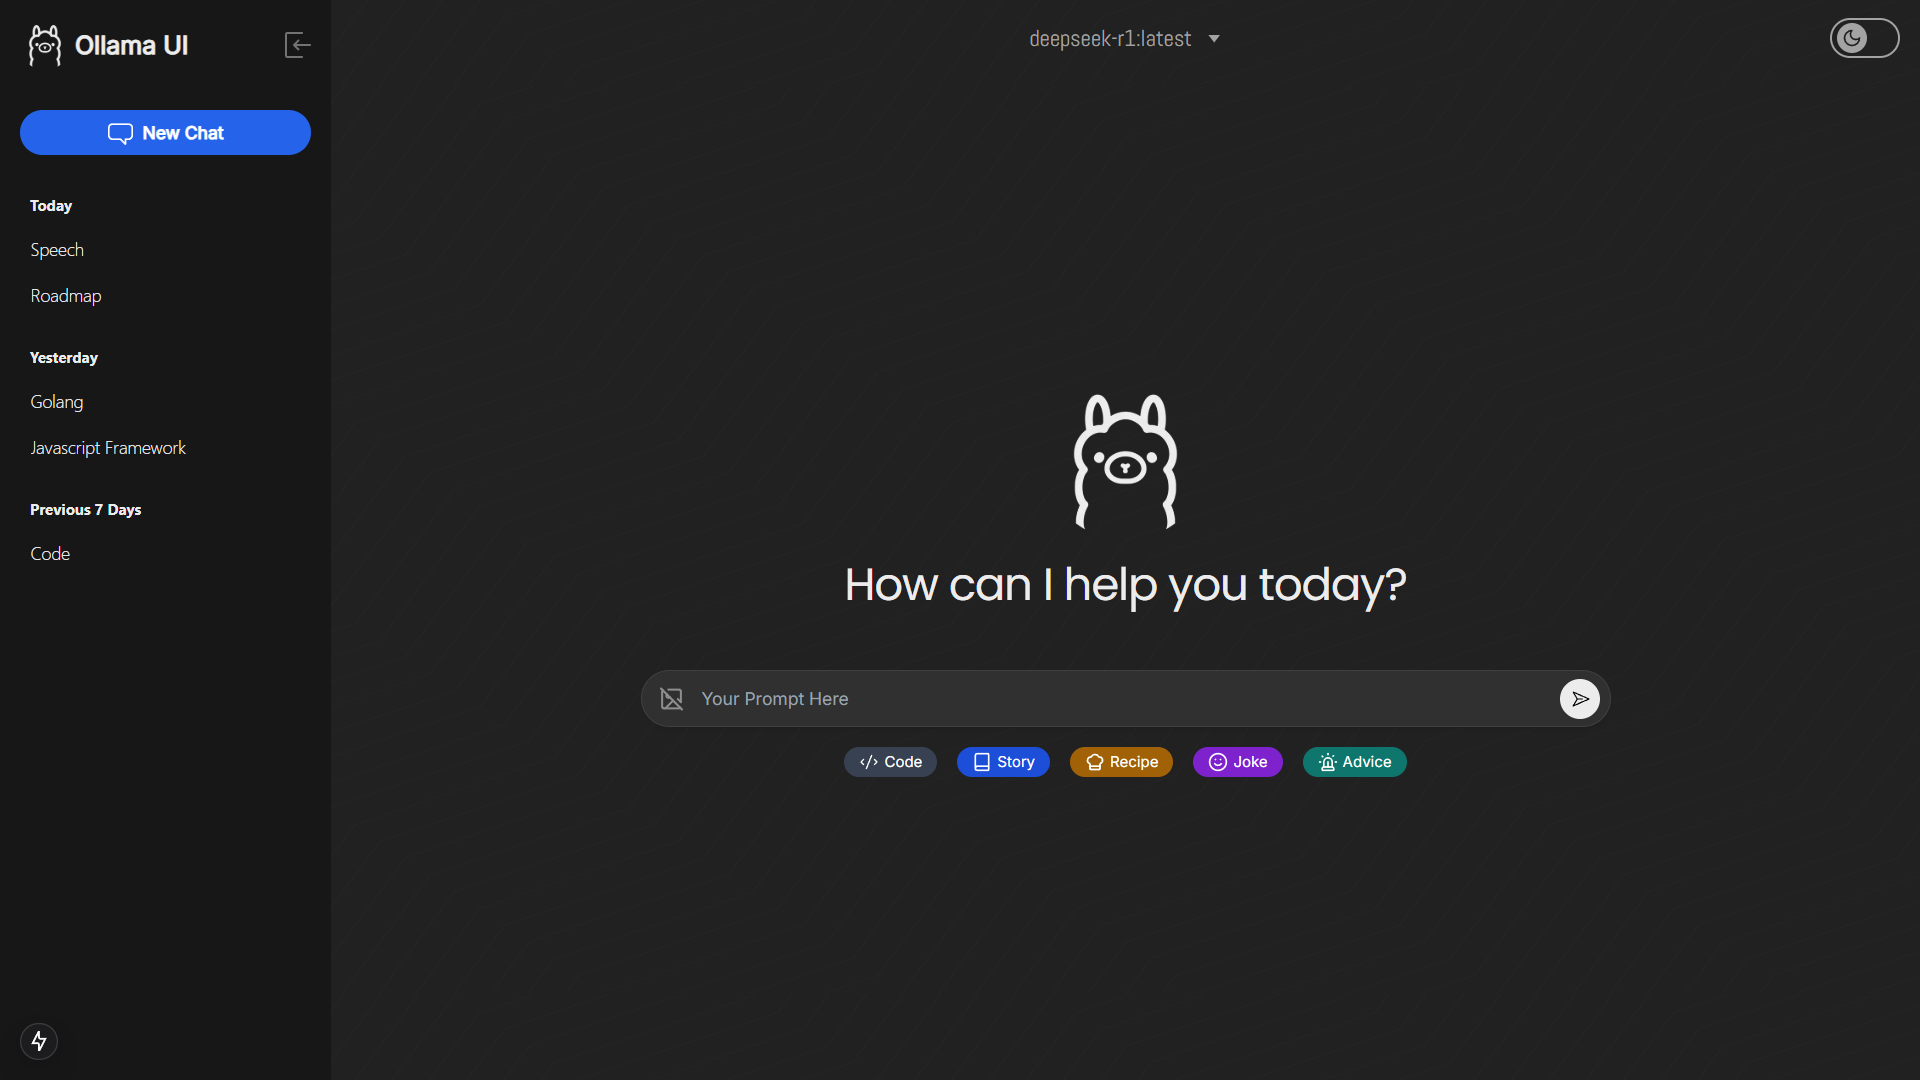 Ollama UI
New Chat
Today
Speech
Roadmap
Yesterday
Golang
Javascript Framework
Previous 7 Days
Code
deepseek-r1:latest
How can I help you today?
Your Prompt Here
</> Code
Story
Recipe
Joke
Advice